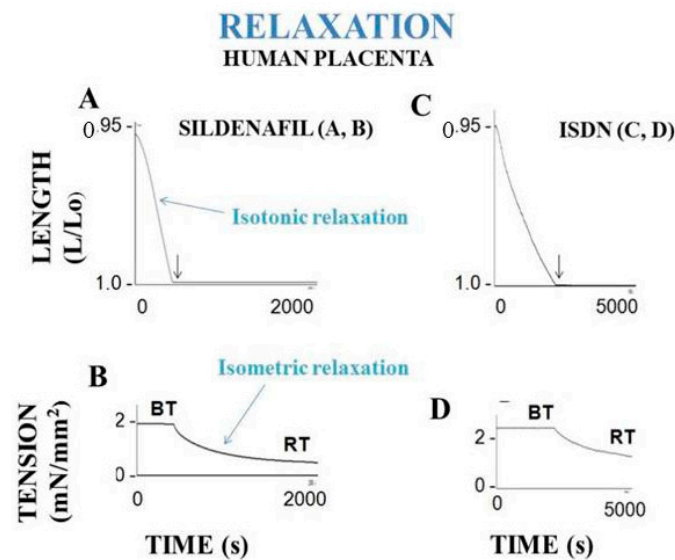 RELAXATION
HUMAN PLACENTA
A
0.95
SILDENAFIL (A, B)
Isotonic relaxation
LENGTH
(L/Lo)
1.0
0
2000
C
0.95
ISDN (C, D)
1.0
0
5000
B
Isometric relaxation
BT
2
RT
TENSION
(mN/mm²)
0
0
2000
D
BT
2
RT
0
0
5000
TIME (s)
TIME (s)